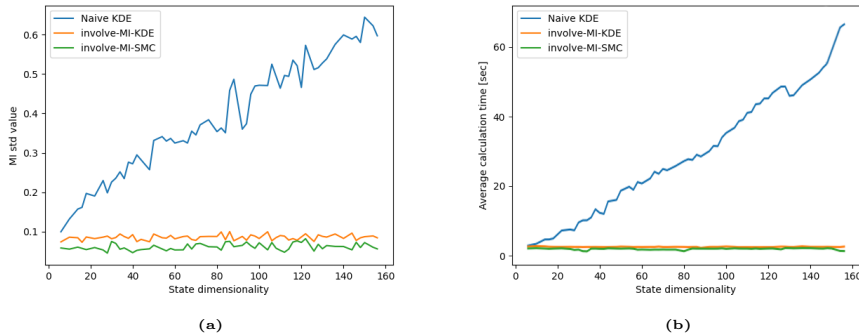 Naive KDE
involve-MI-KDE
involve-MI-SMC
MI std value
0.6
0.5
0.4
0.3
0.2
0.1
0 20 40 60 80 100 120 140 160
State dimensionality
(a)
Naive KDE
involve-MI-KDE
involve-MI-SMC
Average calculation time [sec]
60
40
20
0
0 20 40 60 80 100 120 140 160
State dimensionality
(b)